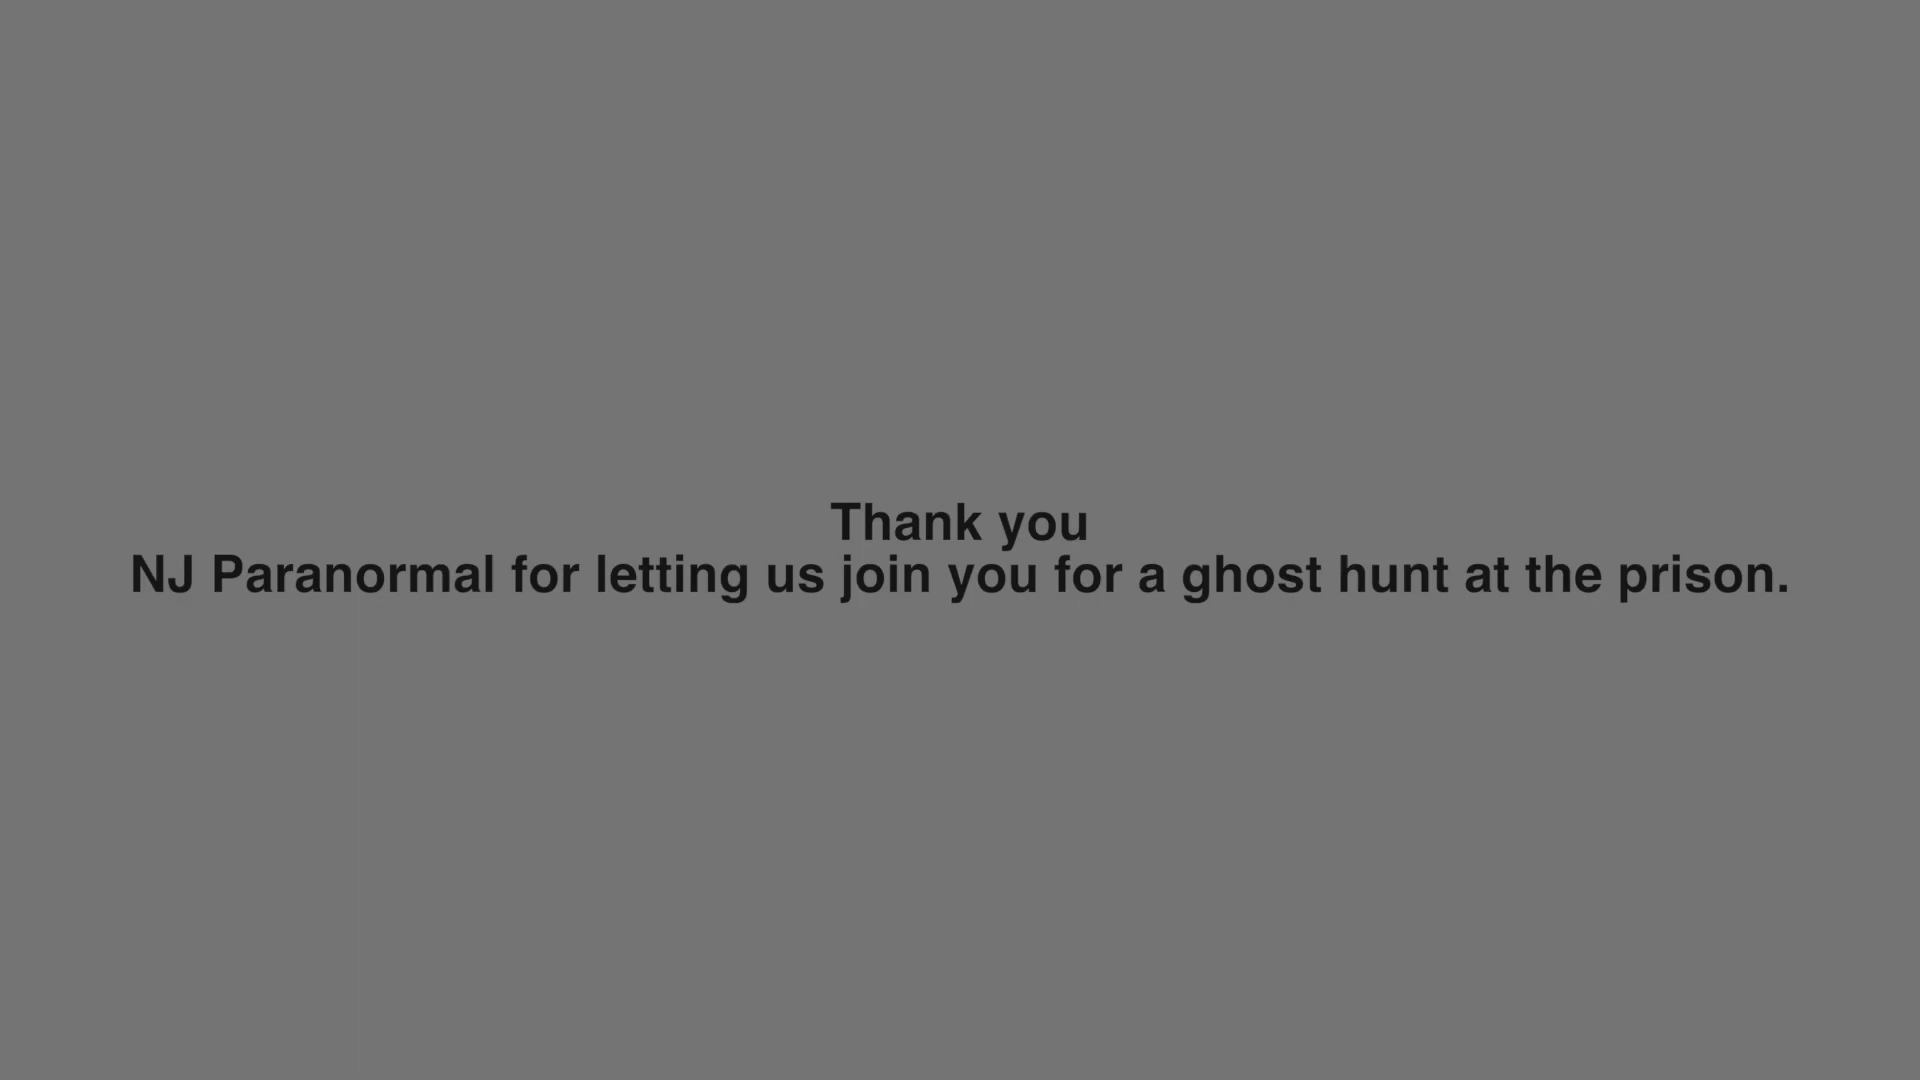 Thank you
NJ Paranormal for letting us join you for a ghost hunt at the prison.